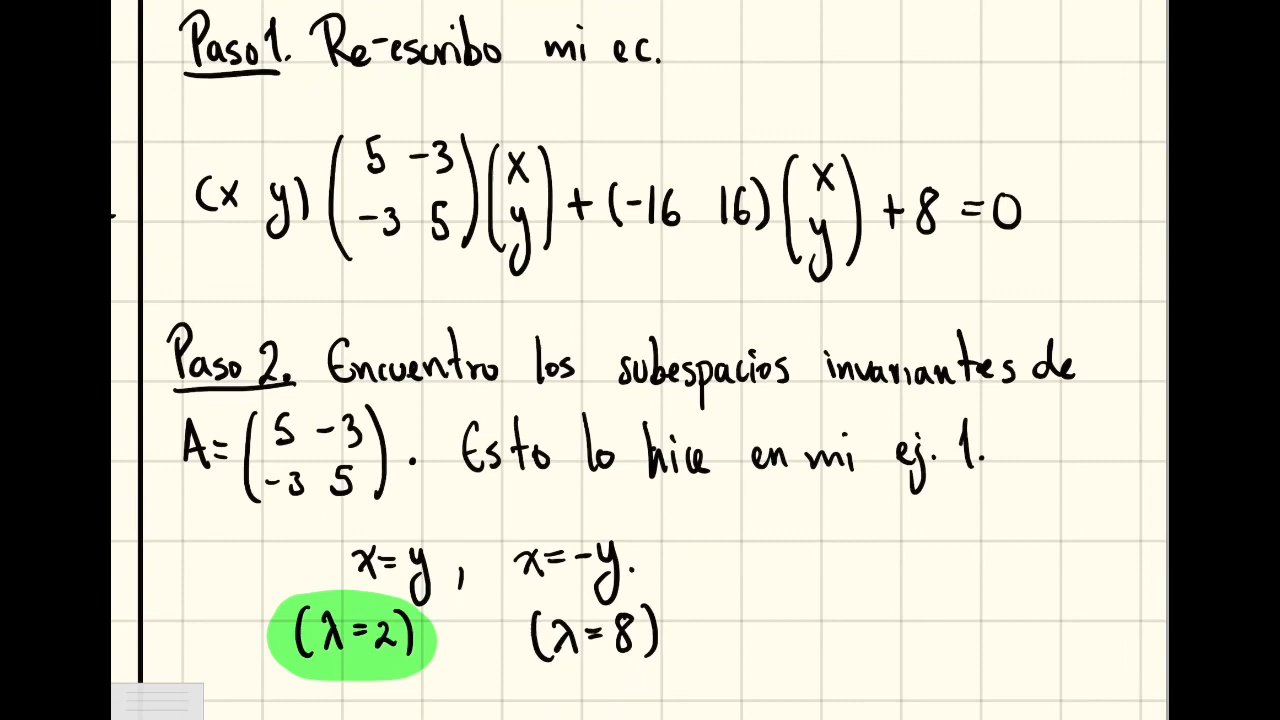 Paso 1. Re-escribo mi ec.
(x y) (5 -3 -3 5) (x y) + (-16 16) (x y) + 8 = 0
Paso 2. Encuentro los subespacios invariantes de
A = (5 -3 -3 5). Esto lo hice en mi ej. 1.
x = y, x = -y.
(λ = 2) (λ = 8)